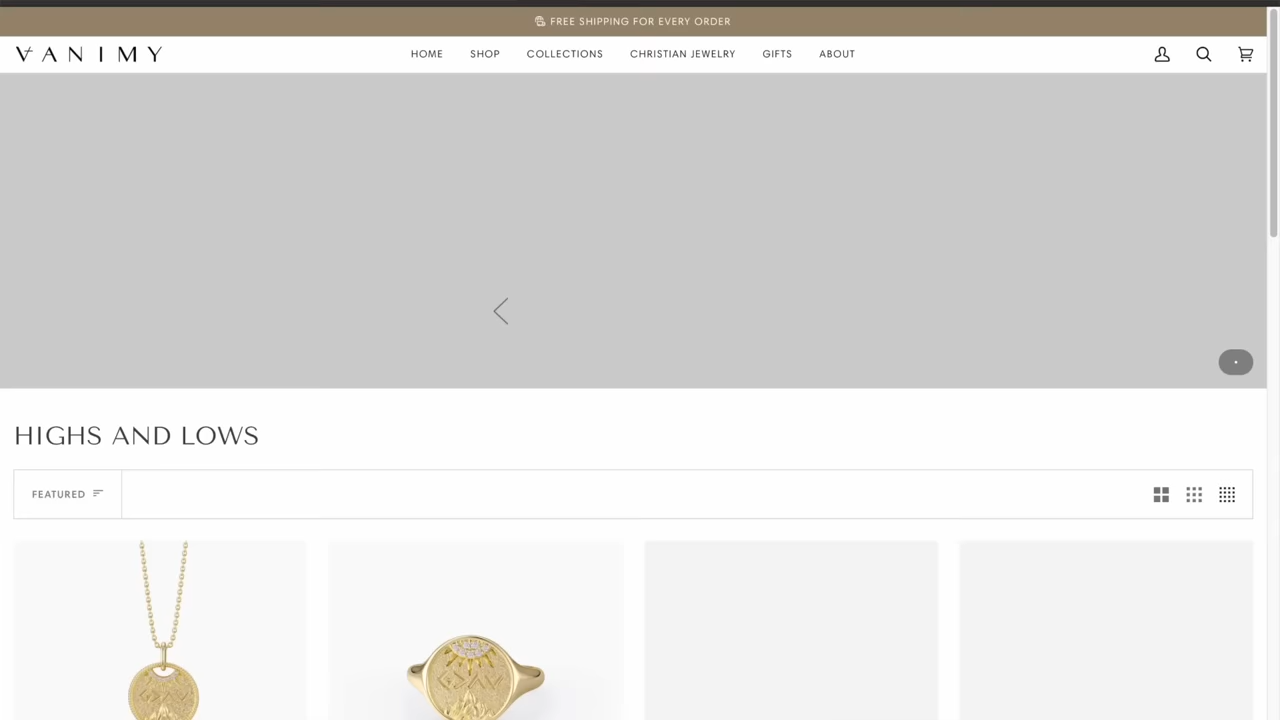 FREE SHIPPING FOR EVERY ORDER
VANIMY
HOME SHOP COLLECTIONS CHRISTIAN JEWELRY GIFTS ABOUT
HIGHS AND LOWS
FEATURED